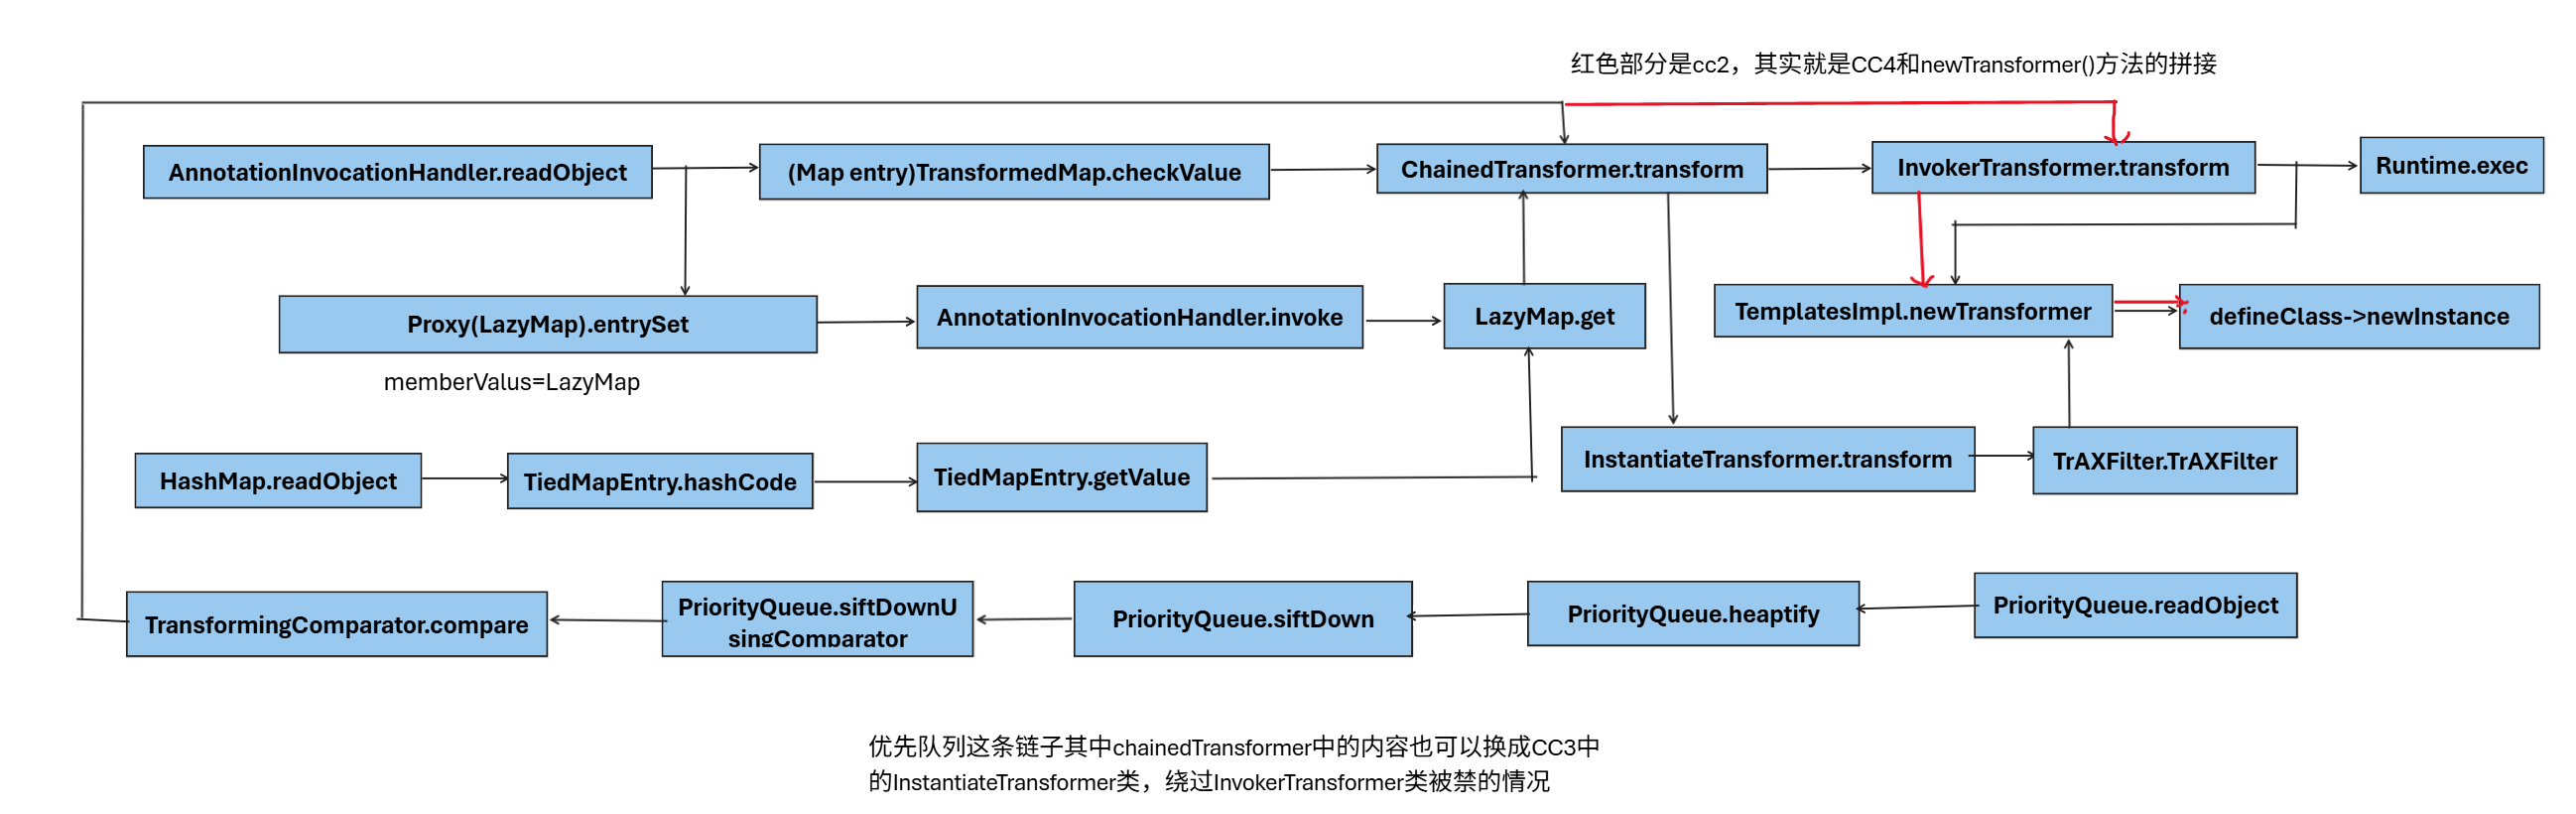 红色部分是cc2，其实就是CC4和newTransformer()方法的拼接
AnnotationInvocationHandler.readObject
(Map entry)TransformedMap.checkValue
ChainedTransformer.transform
InvokerTransformer.transform
Runtime.exec
Proxy(LazyMap).entrySet
AnnotationInvocationHandler.invoke
LazyMap.get
TemplatesImpl.newTransformer
defineClass->newInstance
memberValus=LazyMap
HashMap.readObject
TiedMapEntry.hashCode
TiedMapEntry.getValue
InstantiateTransformer.transform
TrAXFilter.TrAXFilter
TransformingComparator.compare
PriorityQueue.siftDownU
singComparator
PriorityQueue.siftDown
PriorityQueue.heaptify
PriorityQueue.readObject
优先队列这条链子其中chainedTransformer中的内容也可以换成CC3中
的InstantiateTransformer类，绕过InvokerTransformer类被禁的情况